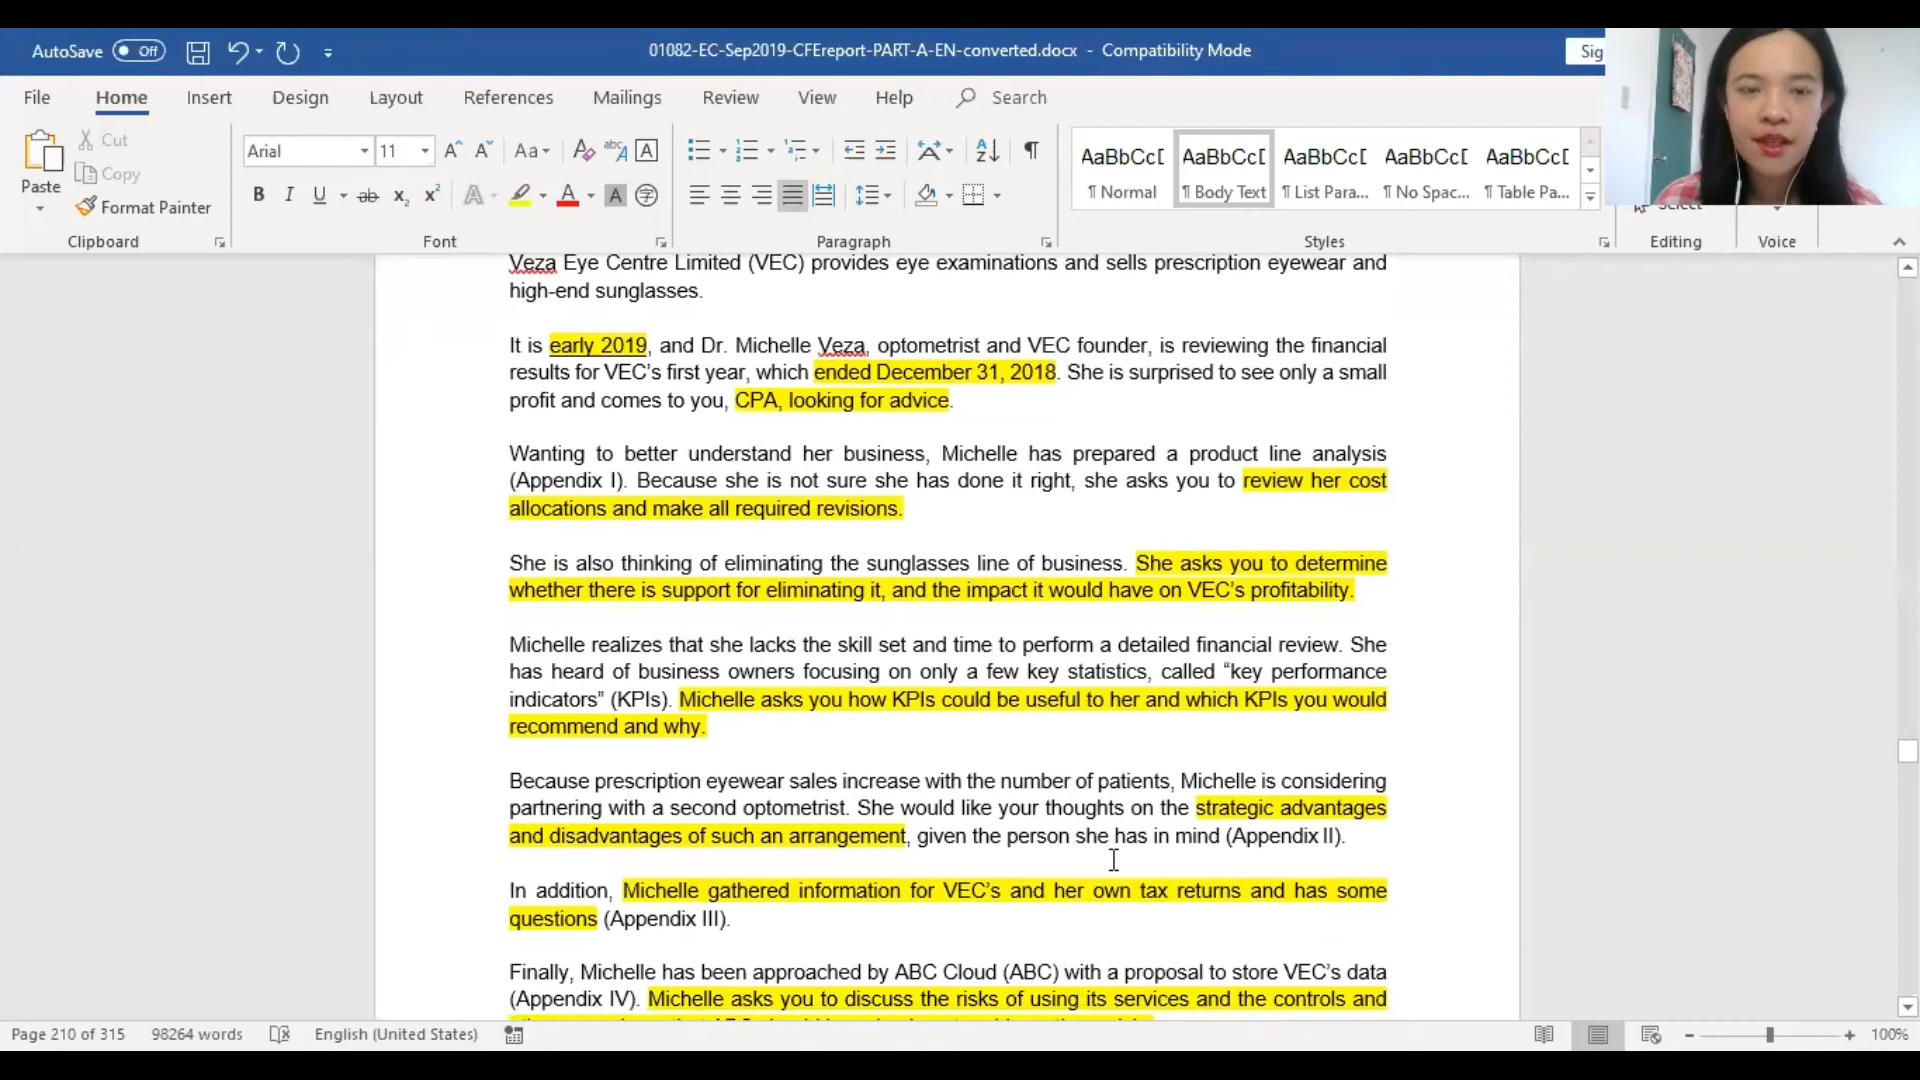 AutoSave Off 01082-EC-Sep2019-CFEreport-PART-A-EN-converted.docx - Compatibility Mode Sig
File Home Insert Design Layout References Mailings Review View Help Search
Paste Cut Copy Format Painter
Clipboard
Arial 11
Font
Paragraph
AaBbCcD AaBbCcD AaBbCcD AaBbCcD AaBbCcD
¶ Normal ¶ Body Text ¶ List Para... ¶ No Spac... ¶ Table Pa...
Styles
Select
Editing
Voice
Veza Eye Centre Limited (VEC) provides eye examinations and sells prescription eyewear and
high-end sunglasses.
It is early 2019, and Dr. Michelle Veza, optometrist and VEC founder, is reviewing the financial
results for VEC's first year, which ended December 31, 2018. She is surprised to see only a small
profit and comes to you, CPA, looking for advice.
Wanting to better understand her business, Michelle has prepared a product line analysis
(Appendix I). Because she is not sure she has done it right, she asks you to review her cost
allocations and make all required revisions.
She is also thinking of eliminating the sunglasses line of business. She asks you to determine
whether there is support for eliminating it, and the impact it would have on VEC's profitability.
Michelle realizes that she lacks the skill set and time to perform a detailed financial review. She
has heard of business owners focusing on only a few key statistics, called “key performance
indicators” (KPIs). Michelle asks you how KPIs could be useful to her and which KPIs you would
recommend and why.
Because prescription eyewear sales increase with the number of patients, Michelle is considering
partnering with a second optometrist. She would like your thoughts on the strategic advantages
and disadvantages of such an arrangement, given the person she has in mind (Appendix II).
In addition, Michelle gathered information for VEC's and her own tax returns and has some
questions (Appendix III).
Finally, Michelle has been approached by ABC Cloud (ABC) with a proposal to store VEC's data
(Appendix IV). Michelle asks you to discuss the risks of using its services and the controls and
Page 210 of 315 98264 words English (United States) 100%